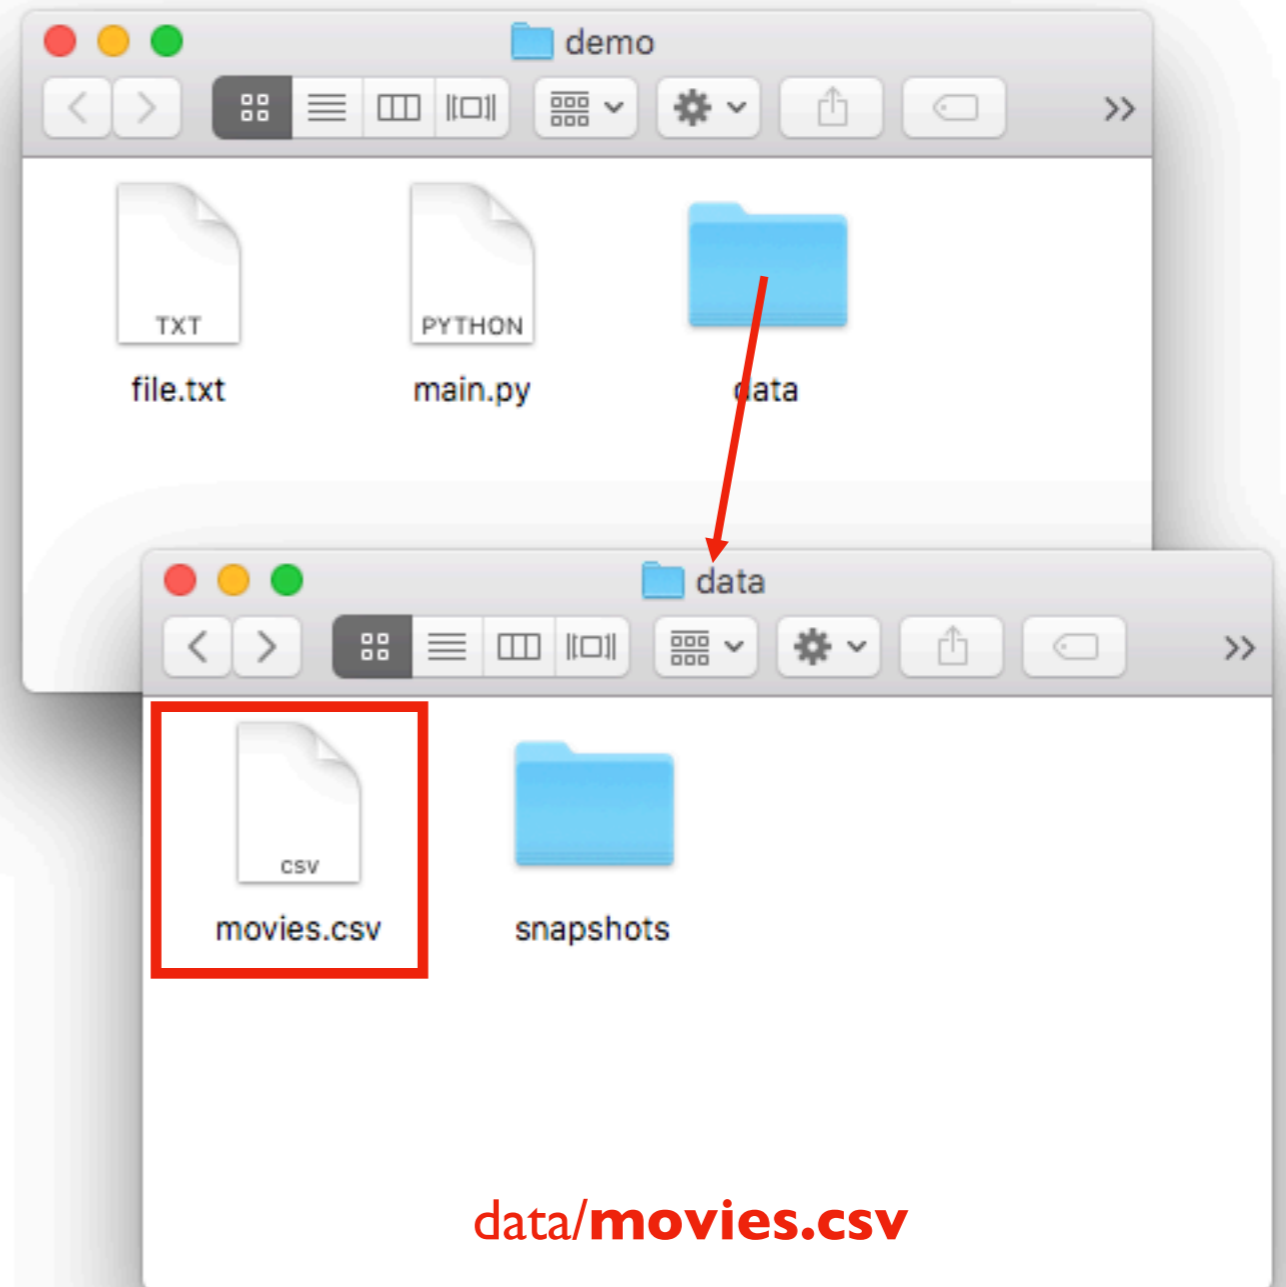 demo
TXT
PYTHON
file.txt
main.py
data
data
csv
movies.csv
snapshots
data/movies.csv